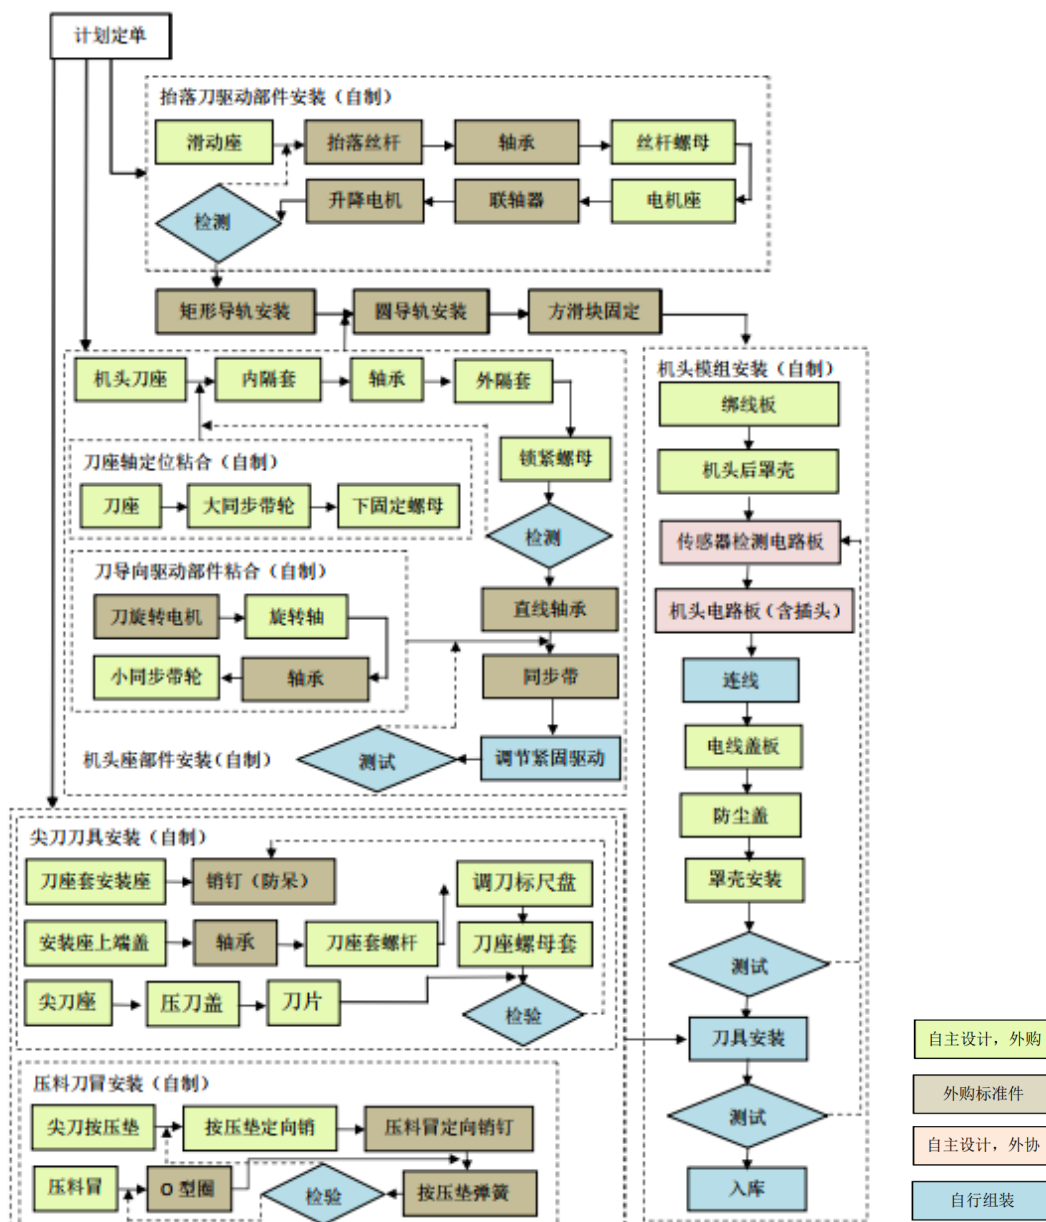 计划定单
抬落刀驱动部件安装（自制）
滑动座
抬落丝杆
轴承
丝杆螺母
升降电机
联轴器
电机座
检测
矩形导轨安装
圆导轨安装
方滑块固定
机头刀座
内隔套
轴承
外隔套
锁紧螺母
刀座轴定位粘合（自制）
刀座
大同步带轮
下固定螺母
检测
刀导向驱动部件粘合（自制）
刀旋转电机
旋转轴
小同步带轮
轴承
直线轴承
同步带
机头座部件安装（自制）
测试
调节紧固驱动
机头模组安装（自制）
绑线板
机头后罩壳
传感器检测电路板
机头电路板（含插头）
连线
电线盖板
防尘盖
罩壳安装
测试
刀具安装
测试
入库
尖刀刀具安装（自制）
刀座套安装座
销钉（防呆）
调刀标尺盘
安装座上端盖
轴承
刀座套螺杆
刀座螺母套
尖刀座
压刀盖
刀片
检验
压料刀冒安装（自制）
尖刀按压垫
按压垫定向销
压料冒定向销钉
压料冒
O 型圈
检验
按压垫弹簧
自主设计，外购
外购标准件
自主设计，外协
自行组装